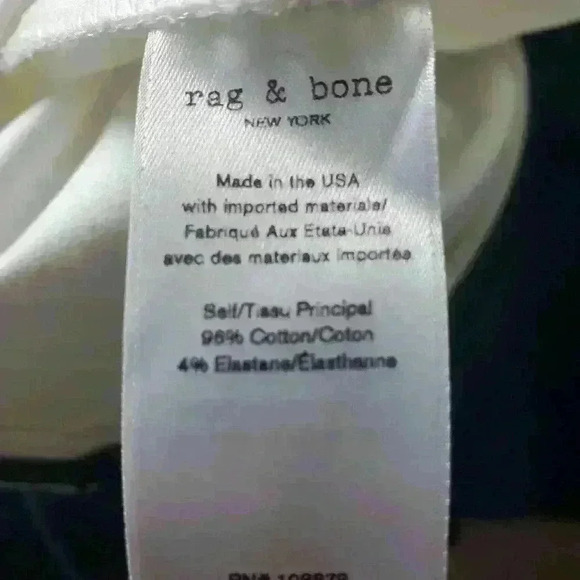 rag & bone
NEW YORK
Made in the USA
with imported materials/
Fabriqué Aux Etats-Unis
avec des materiaux importés
Self/Tissu Principal
96% Cotton/Coton
4% Elastane/Élasthanne